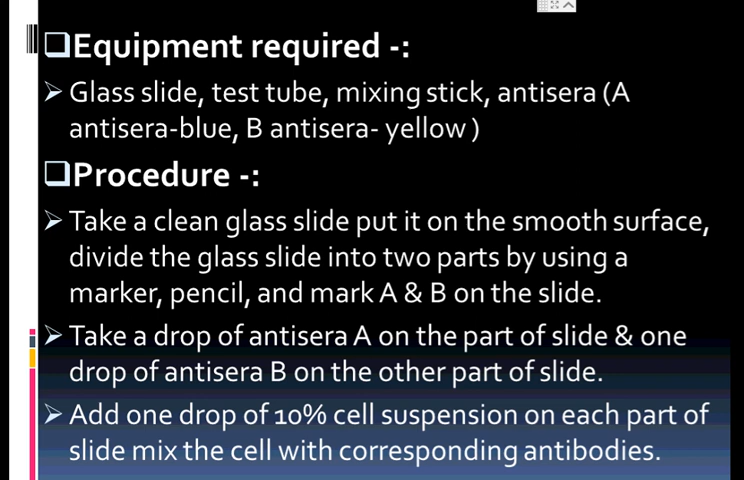 ❑Equipment required -:
➢ Glass slide, test tube, mixing stick, antisera (A
antisera-blue, B antisera- yellow )
❑Procedure -:
➢ Take a clean glass slide put it on the smooth surface,
divide the glass slide into two parts by using a
marker, pencil, and mark A & B on the slide.
➢ Take a drop of antisera A on the part of slide & one
drop of antisera B on the other part of slide.
➢ Add one drop of 10% cell suspension on each part of
slide mix the cell with corresponding antibodies.